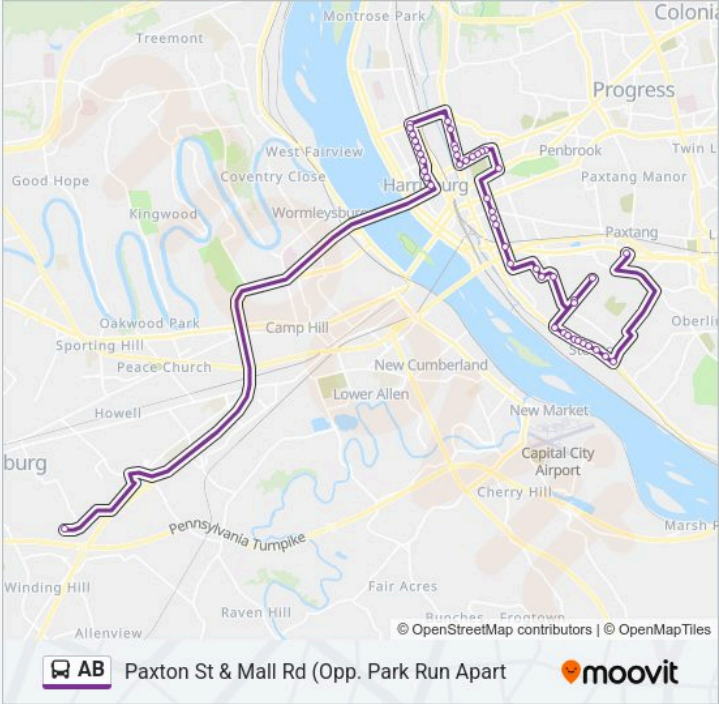 Montrose Park
Colonia
Treemont
Progress
West Fairview
Penbrook
Twin L
Good Hope
Coventry Close
Paxtang Manor
Kingwood
Wormleysburg
Paxtang
Oakwood Park
Camp Hill
Oberlin
Sporting Hill
Peace Church
New Cumberland
Lower Allen
Howell
New Market
burg
Capital City
Airport
Cherry Hill
Pennsylvania Turnpike
Marsh R
Winding Hill
Fair Acres
Raven Hill
Allenview
© OpenStreetMap contributors | © OpenMapTiles
AB Paxton St & Mall Rd (Opp. Park Run Apart
moovit